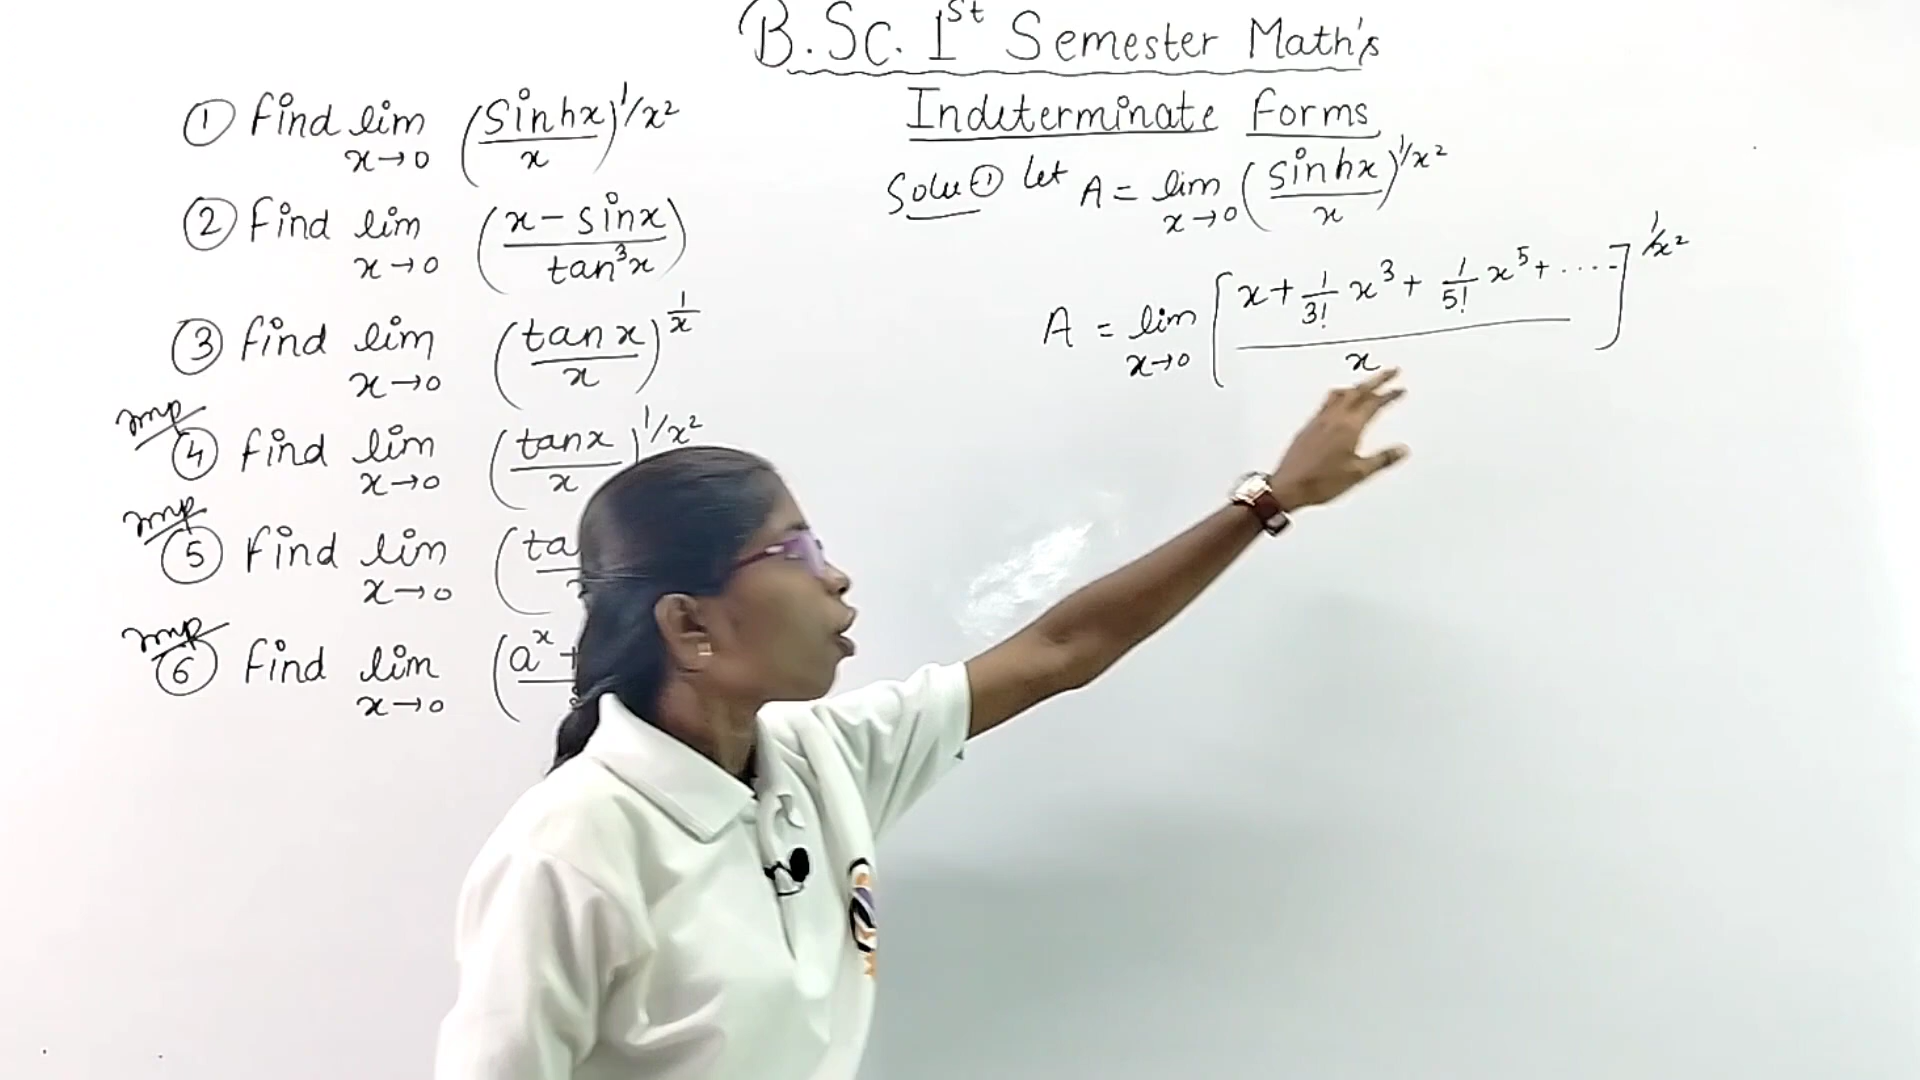 B.Sc. 1st Semester Math's
Indeterminate Forms
① Find lim x→0 (sinhx/x)^1/x²
② Find lim x→0 (x-sinx/tan³x)
③ Find lim x→0 (tanx/x)^1/x
Imp
④ Find lim x→0 (tanx/x)^1/x²
Imp
⑤ Find lim x→0 (ta
Imp
⑥ Find lim x→0 (a^x+
Solu① Let A = lim x→0 (sinhx/x)^1/x²
A = lim x→0 [x + 1/3! x³ + 1/5! x⁵ + ..... / x]^1/x²